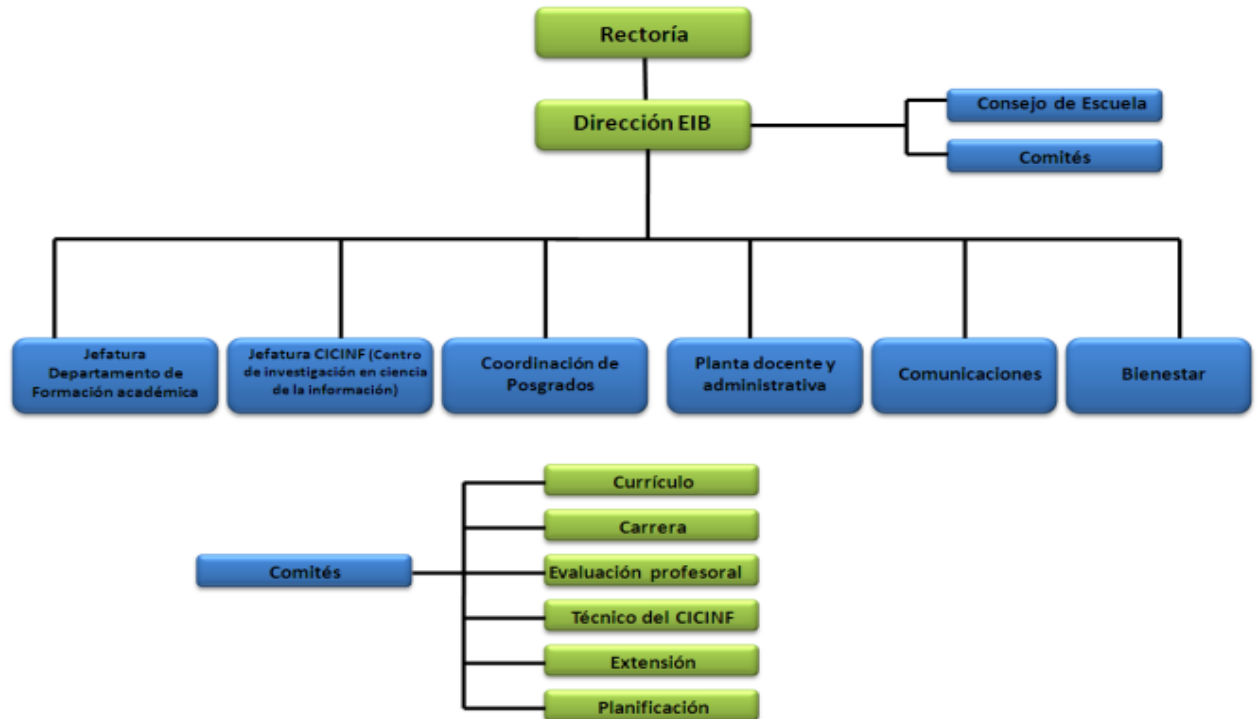 Rectoría
Dirección EIB
Consejo de Escuela
Comités
Jefatura
Departamento de
Formación académica
Jefatura CICINF (Centro
de investigación en ciencia
de la información)
Coordinación de
Posgrados
Planta docente y
administrativa
Comunicaciones
Bienestar
Comités
Currículo
Carrera
Evaluación profesoral
Técnico del CICINF
Extensión
Planificación